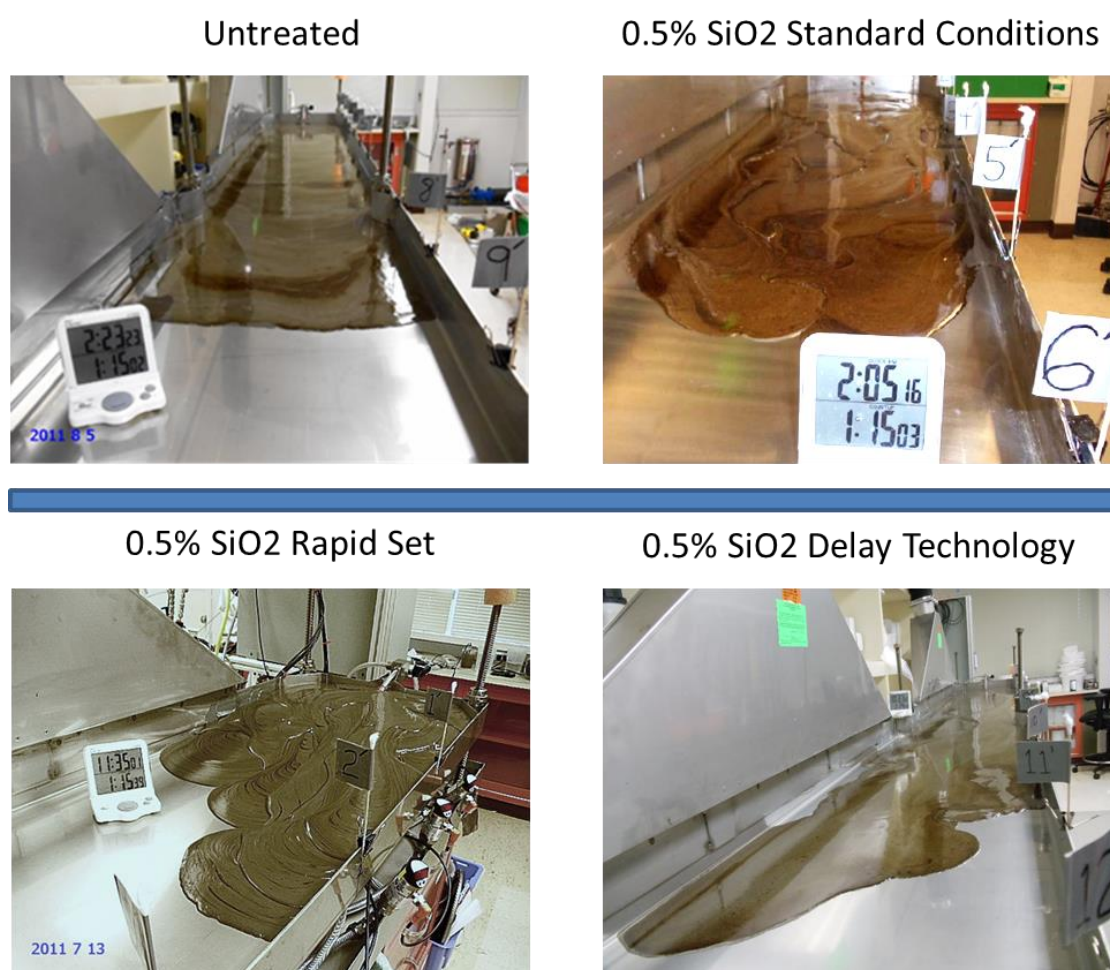 Untreated
0.5% SiO2 Standard Conditions
8'
9'
2:23 23
1:15 02
2011 8 5
4'
5'
6'
2:05 16
1:15 03
0.5% SiO2 Rapid Set
0.5% SiO2 Delay Technology
1'
2'
11:35 01
1:15 39
2011 7 13
11'
12